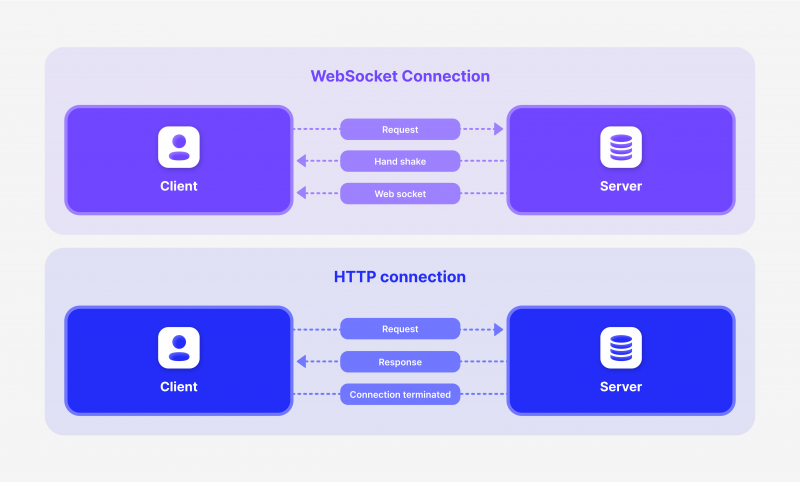 WebSocket Connection
Client
Request
Hand shake
Web socket
Server
HTTP connection
Client
Request
Response
Connection terminated
Server